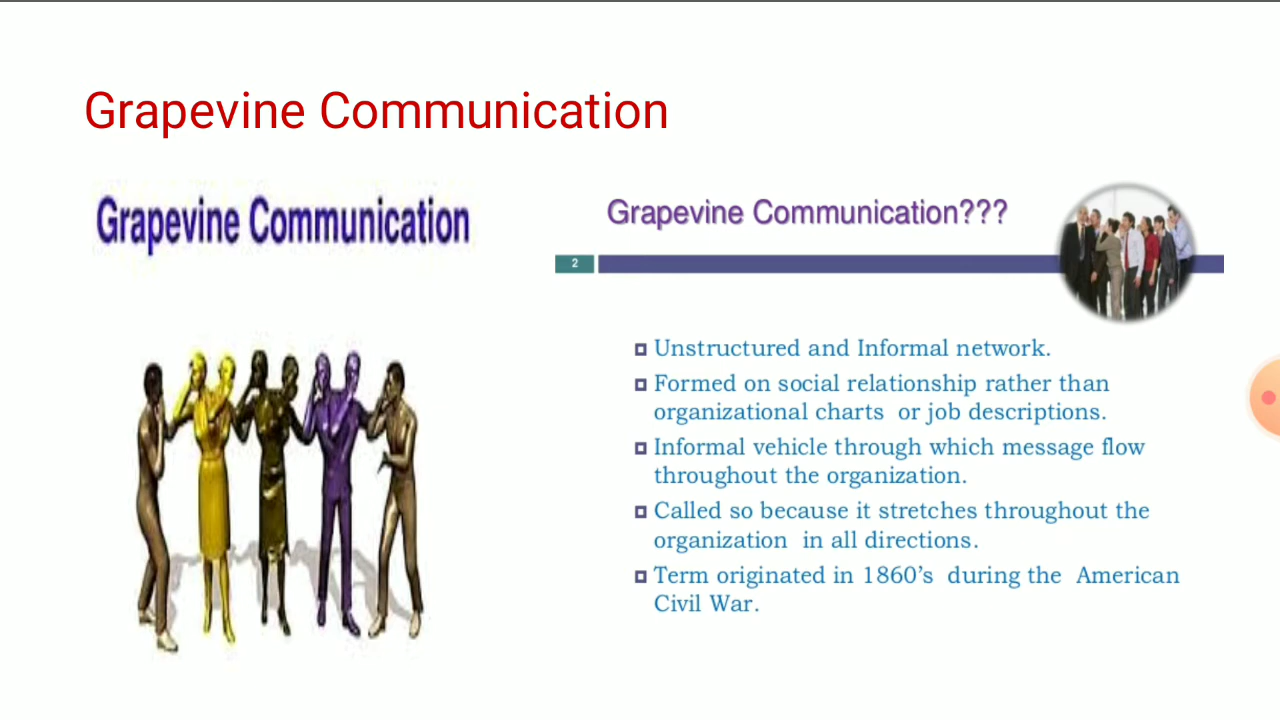 Grapevine Communication
Grapevine Communication
Grapevine Communication???
2
Unstructured and Informal network.
Formed on social relationship rather than
organizational charts or job descriptions.
Informal vehicle through which message flow
throughout the organization.
Called so because it stretches throughout the
organization in all directions.
Term originated in 1860’s during the American
Civil War.